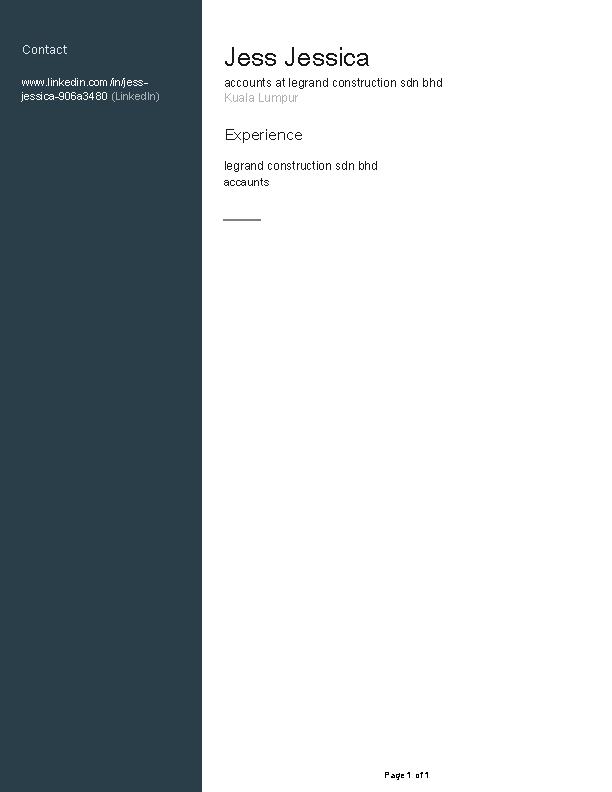 Contact
www.linkedin.com/in/jess-
jessica-906a3480 (LinkedIn)
Jess Jessica
accounts at legrand construction sdn bhd
Kuala Lumpur
Experience
legrand construction sdn bhd
accaunts
Page 1 of 1